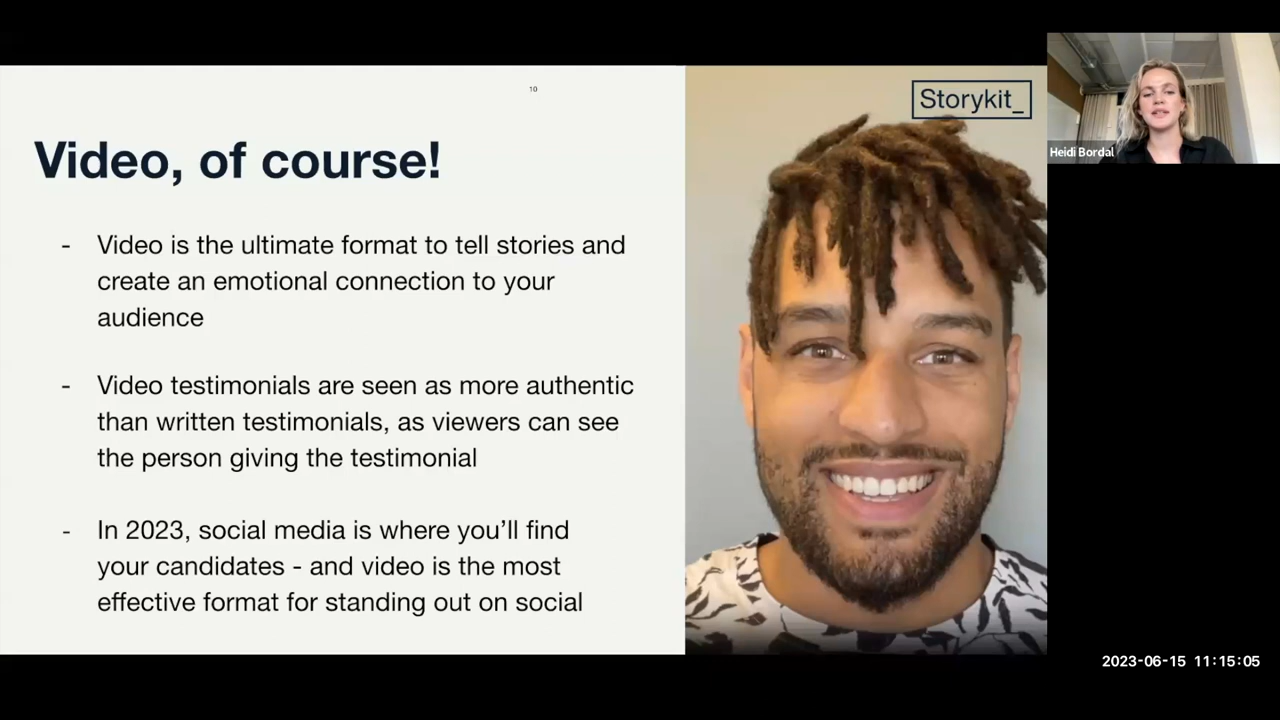 10
Storykit_
Video, of course!
- Video is the ultimate format to tell stories and
create an emotional connection to your
audience
- Video testimonials are seen as more authentic
than written testimonials, as viewers can see
the person giving the testimonial
- In 2023, social media is where you’ll find
your candidates - and video is the most
effective format for standing out on social
Heidi Bordal
2023-06-15 11:15:05